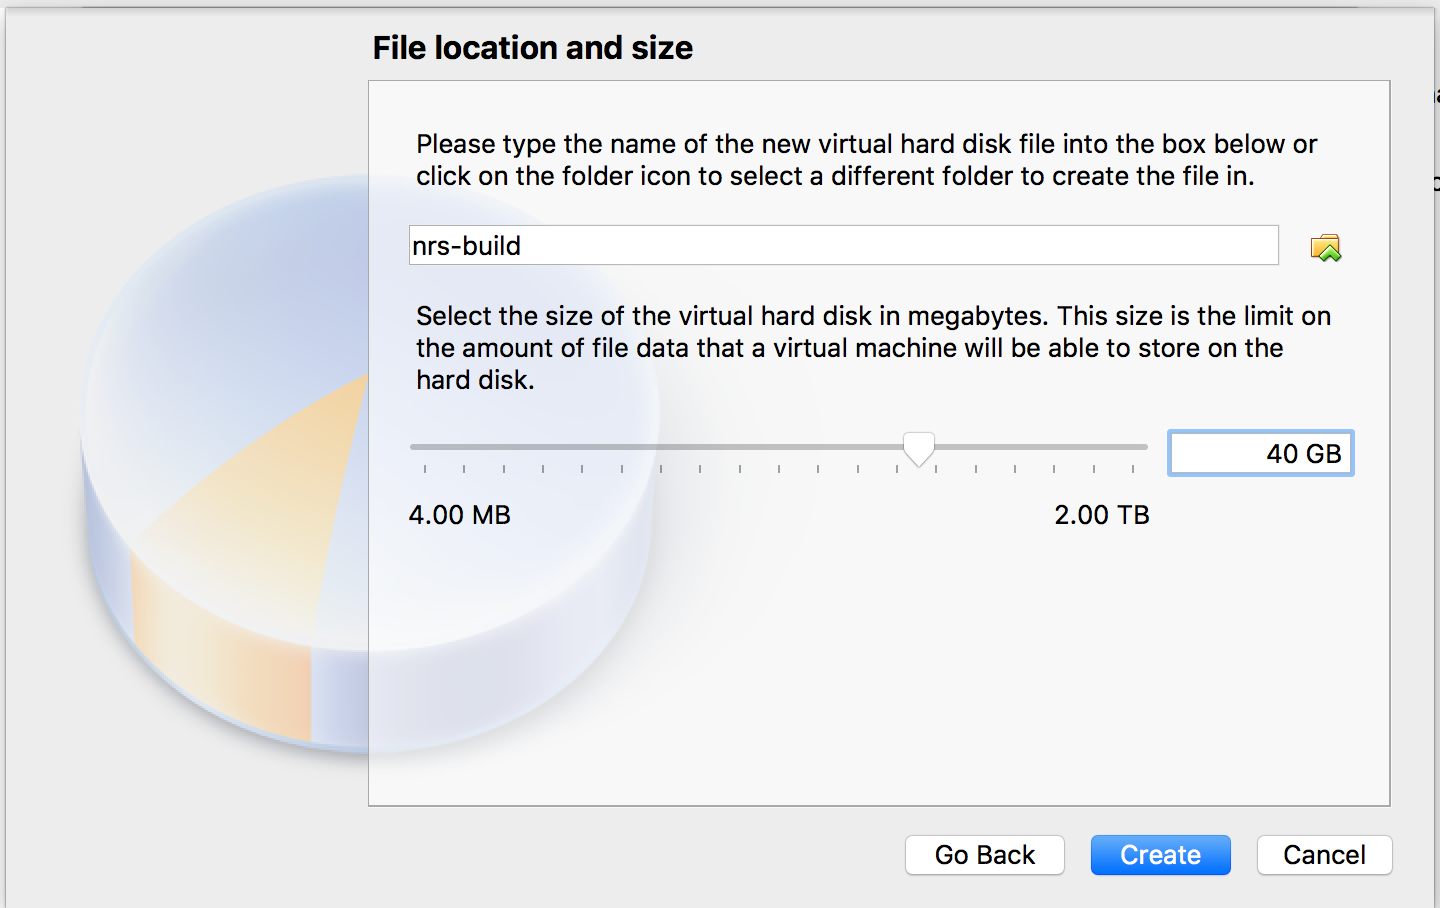 File location and size
Please type the name of the new virtual hard disk file into the box below or
click on the folder icon to select a different folder to create the file in.
nrs-build
Select the size of the virtual hard disk in megabytes. This size is the limit on
the amount of file data that a virtual machine will be able to store on the
hard disk.
40 GB
4.00 MB
2.00 TB
Go Back
Create
Cancel